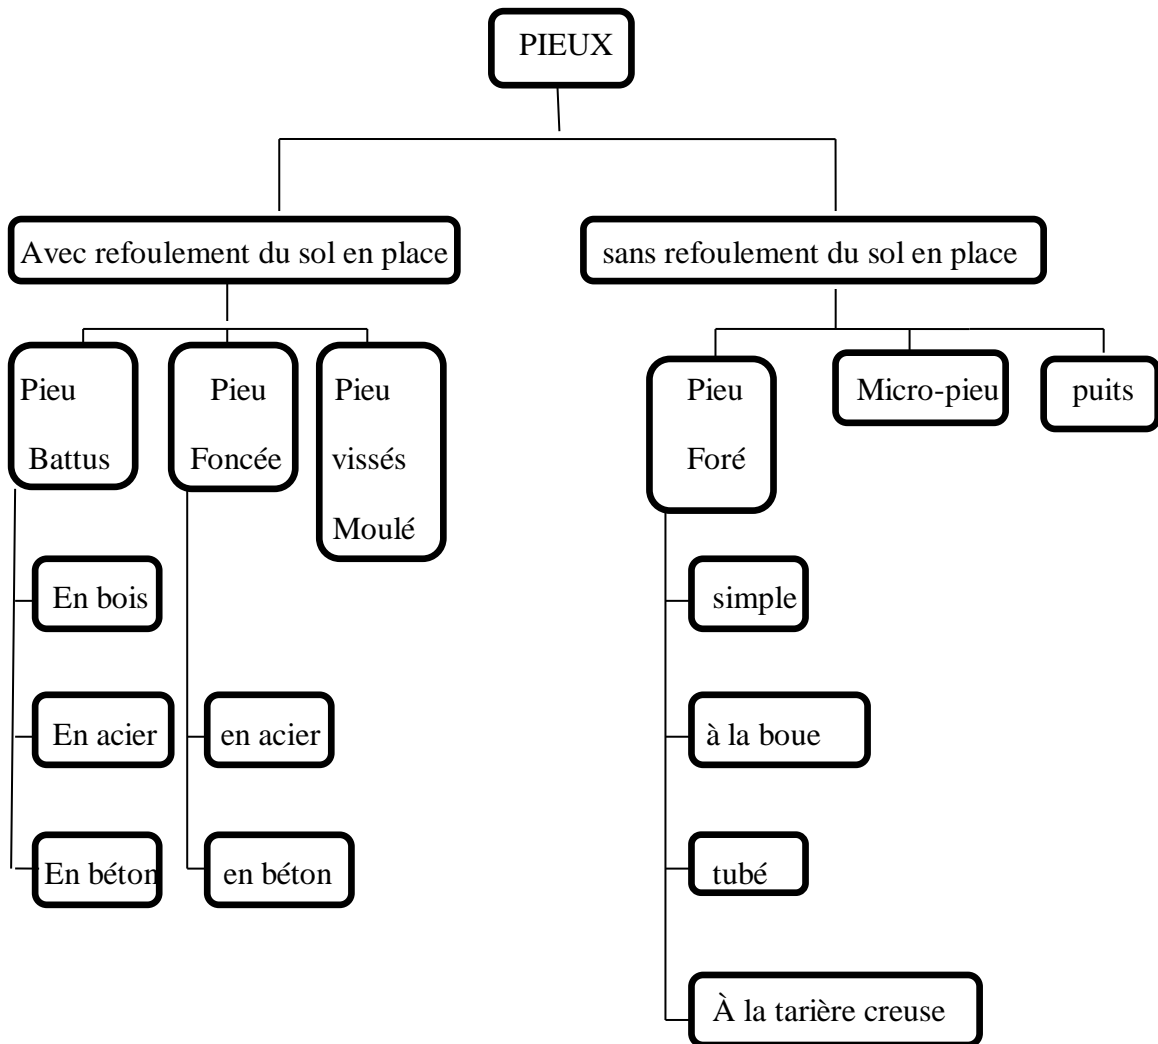 PIEUX
Avec refoulement du sol en place
sans refoulement du sol en place
Pieu
Battus
Pieu
Foncée
Pieu
vissés
Moulé
Pieu
Foré
Micro-pieu
puits
En bois
En acier
En béton
en acier
en béton
simple
à la boue
tubé
À la tarière creuse